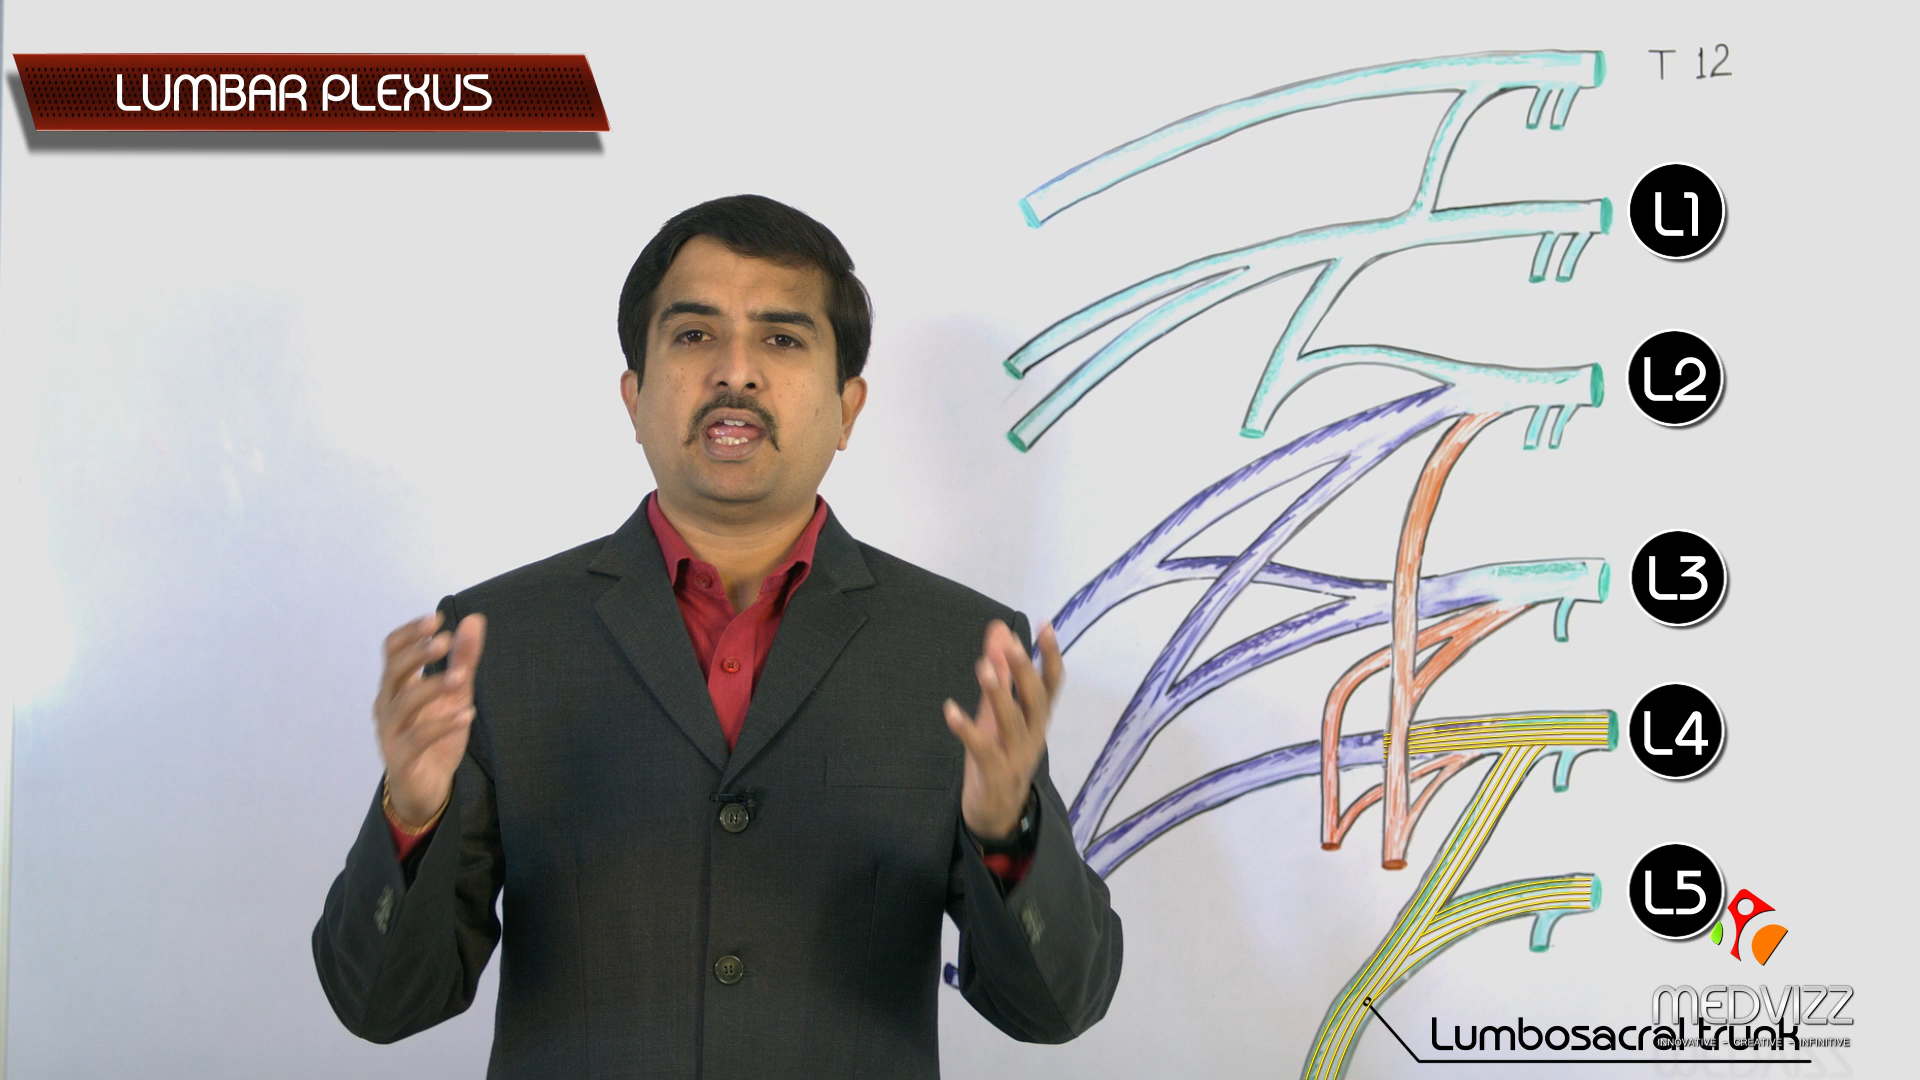 LUMBAR PLEXUS
T 12
L1
L2
L3
L4
L5
MEDVIZZ
Lumbosacral trunk
INNOVATIVE - CREATIVE - INFINITIVE